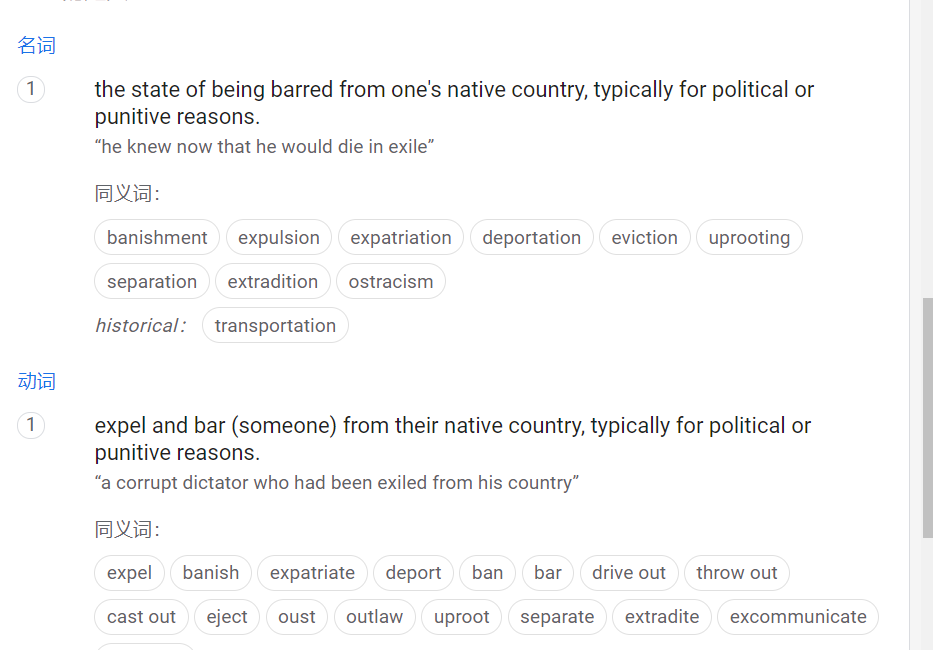 名词
1
the state of being barred from one's native country, typically for political or
punitive reasons.
“he knew now that he would die in exile”
同义词：
banishment expulsion expatriation deportation eviction uprooting
separation extradition ostracism
historical： transportation
动词
1
expel and bar (someone) from their native country, typically for political or
punitive reasons.
“a corrupt dictator who had been exiled from his country”
同义词：
expel banish expatriate deport ban bar drive out throw out
cast out eject oust outlaw uproot separate extradite excommunicate